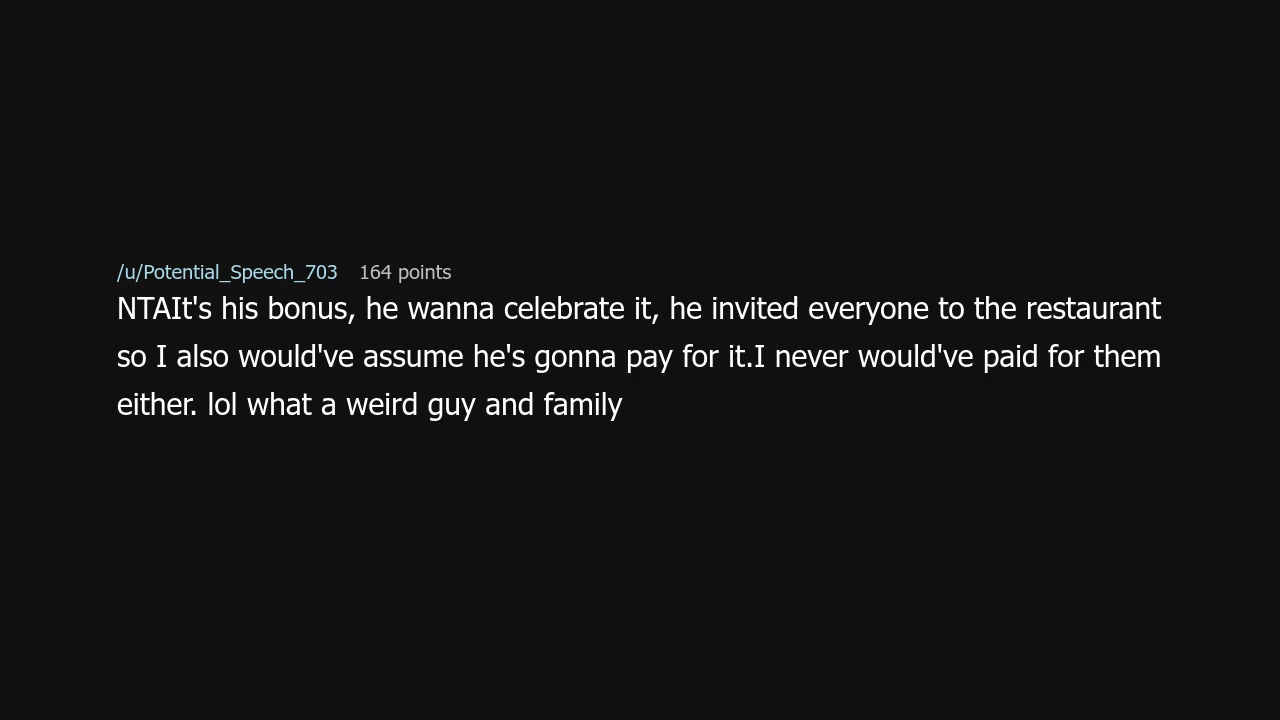 /u/Potential_Speech_703 164 points
NTAIt's his bonus, he wanna celebrate it, he invited everyone to the restaurant
so I also would've assume he's gonna pay for it.I never would've paid for them
either. lol what a weird guy and family